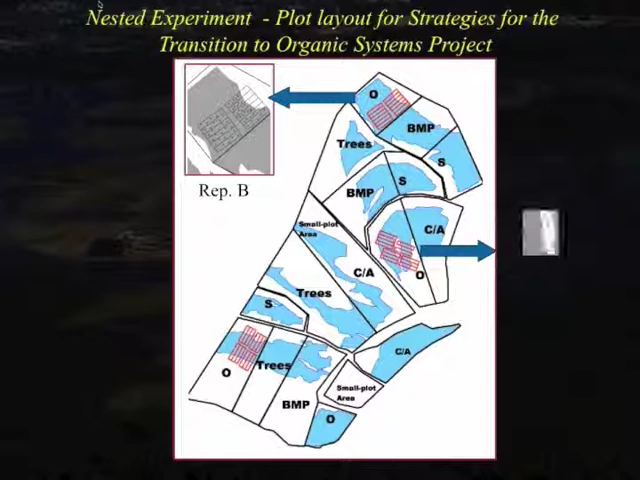 Nested Experiment - Plot layout for Strategies for the
Transition to Organic Systems Project
O
BMP
Trees
S
S
BMP
Rep. B
Small-plot
Area
C/A
C/A
O
Trees
S
C/A
O
Trees
Small-plot
Area
BMP
O